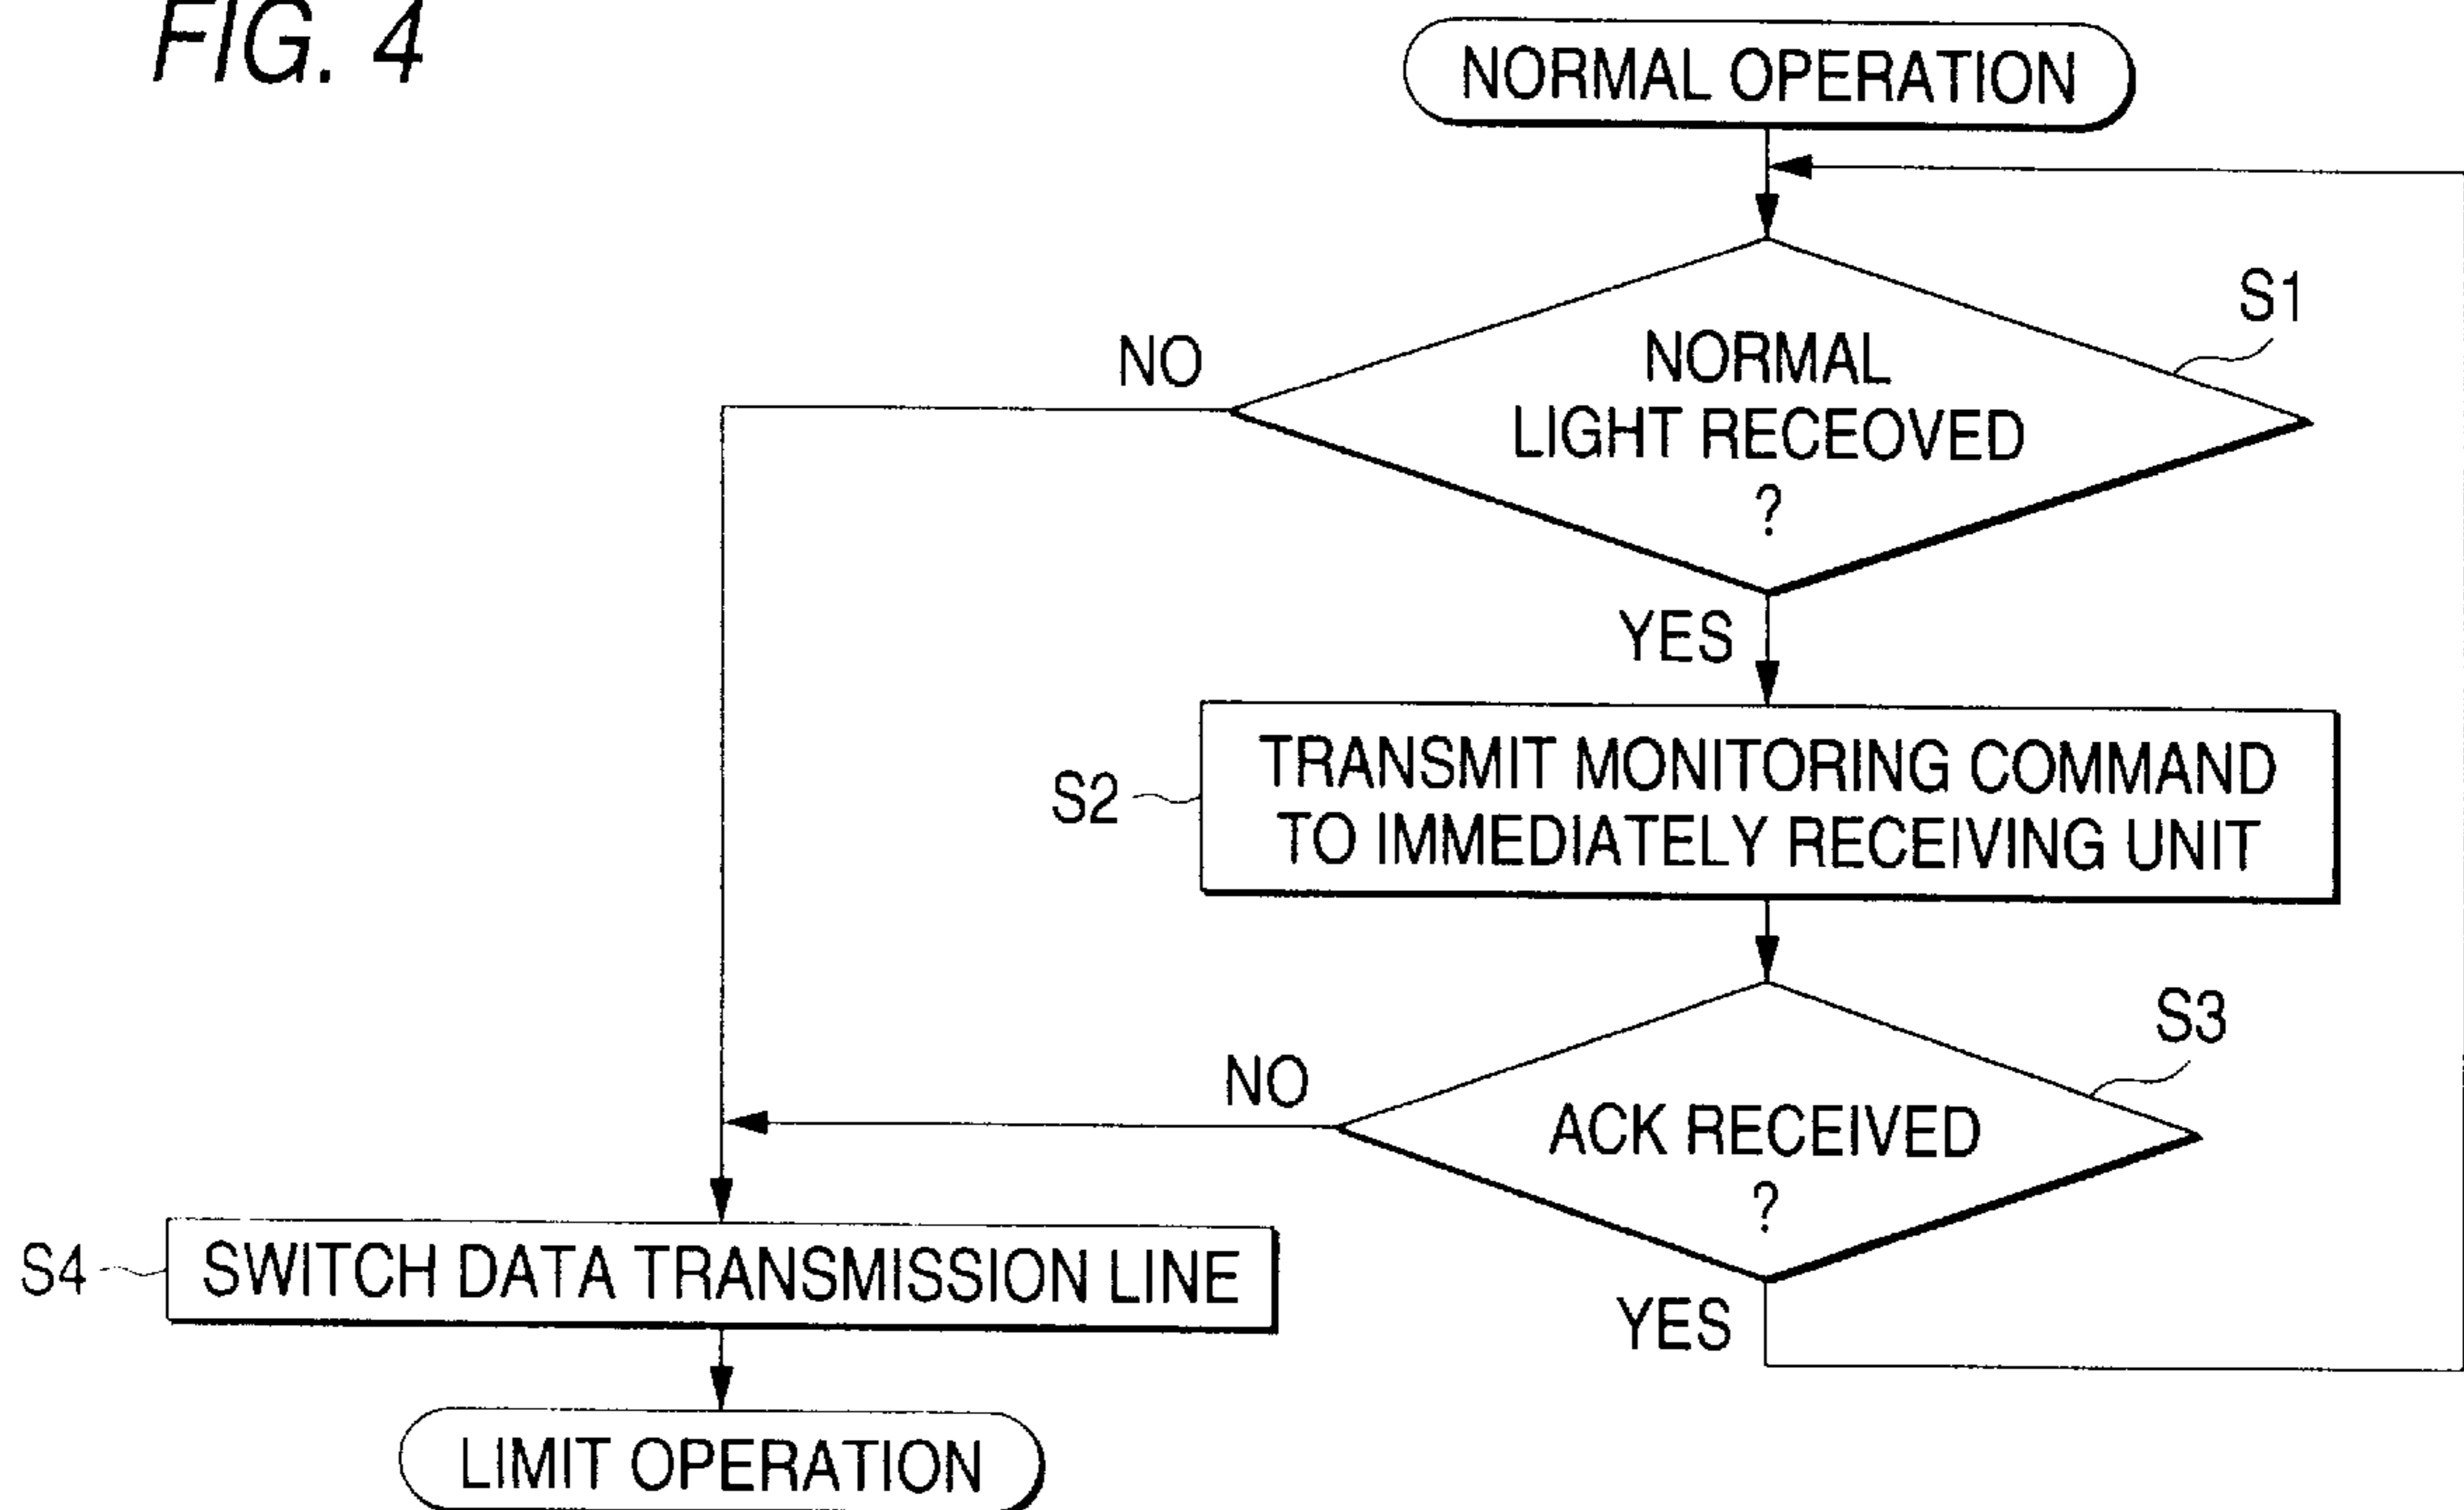 FIG. 4
NORMAL OPERATION
S1
NORMAL
LIGHT RECEOVED
?
NO
YES
S2
TRANSMIT MONITORING COMMAND
TO IMMEDIATELY RECEIVING UNIT
S3
ACK RECEIVED
?
NO
YES
S4
SWITCH DATA TRANSMISSION LINE
LIMIT OPERATION